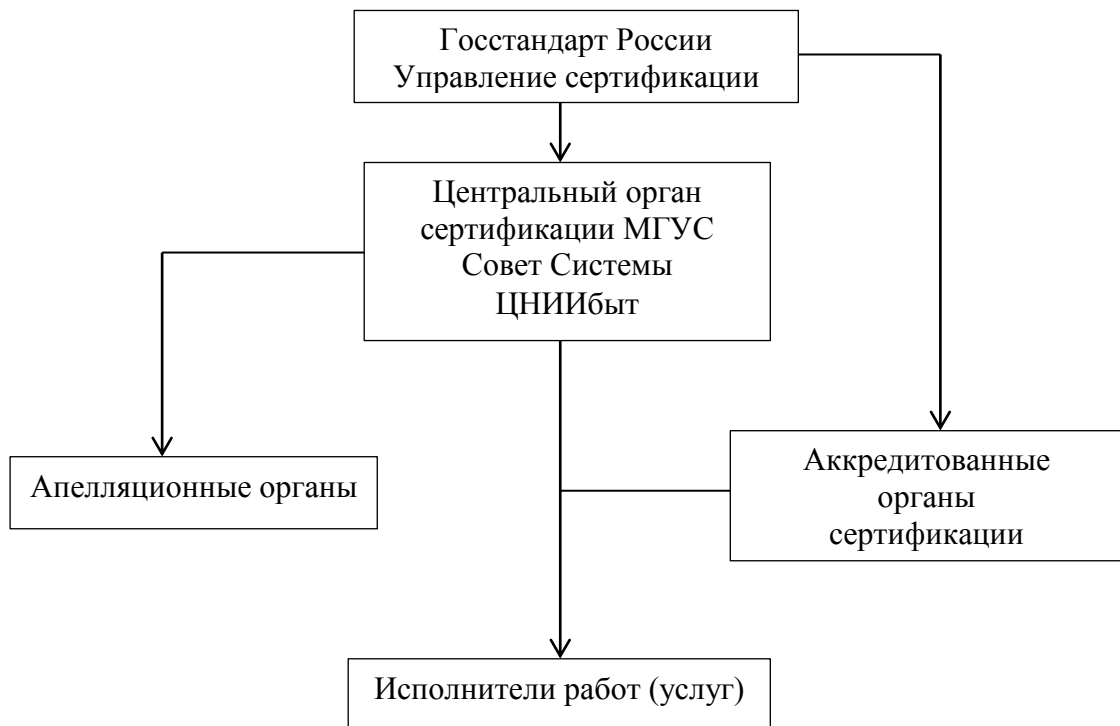 Госстандарт России
Управление сертификации
Центральный орган
сертификации МГУС
Совет Системы
ЦНИИбыт
Апелляционные органы
Аккредитованные
органы
сертификации
Исполнители работ (услуг)